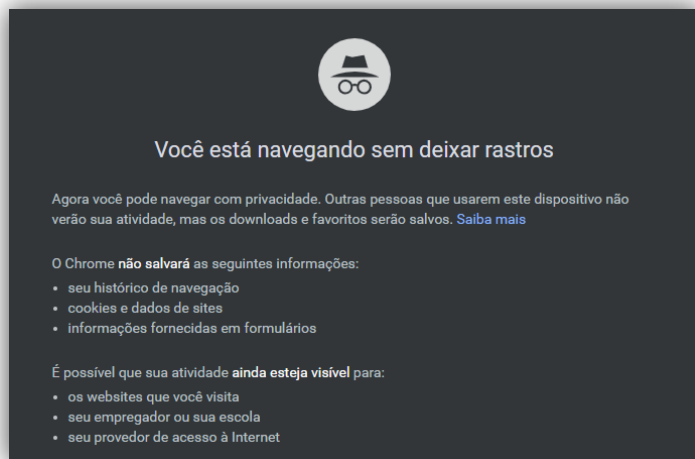 Você está navegando sem deixar rastros
Agora você pode navegar com privacidade. Outras pessoas que usarem este dispositivo não
verão sua atividade, mas os downloads e favoritos serão salvos. Saiba mais
O Chrome não salvará as seguintes informações:
• seu histórico de navegação
• cookies e dados de sites
• informações fornecidas em formulários
É possível que sua atividade ainda esteja visível para:
• os websites que você visita
• seu empregador ou sua escola
• seu provedor de acesso à Internet